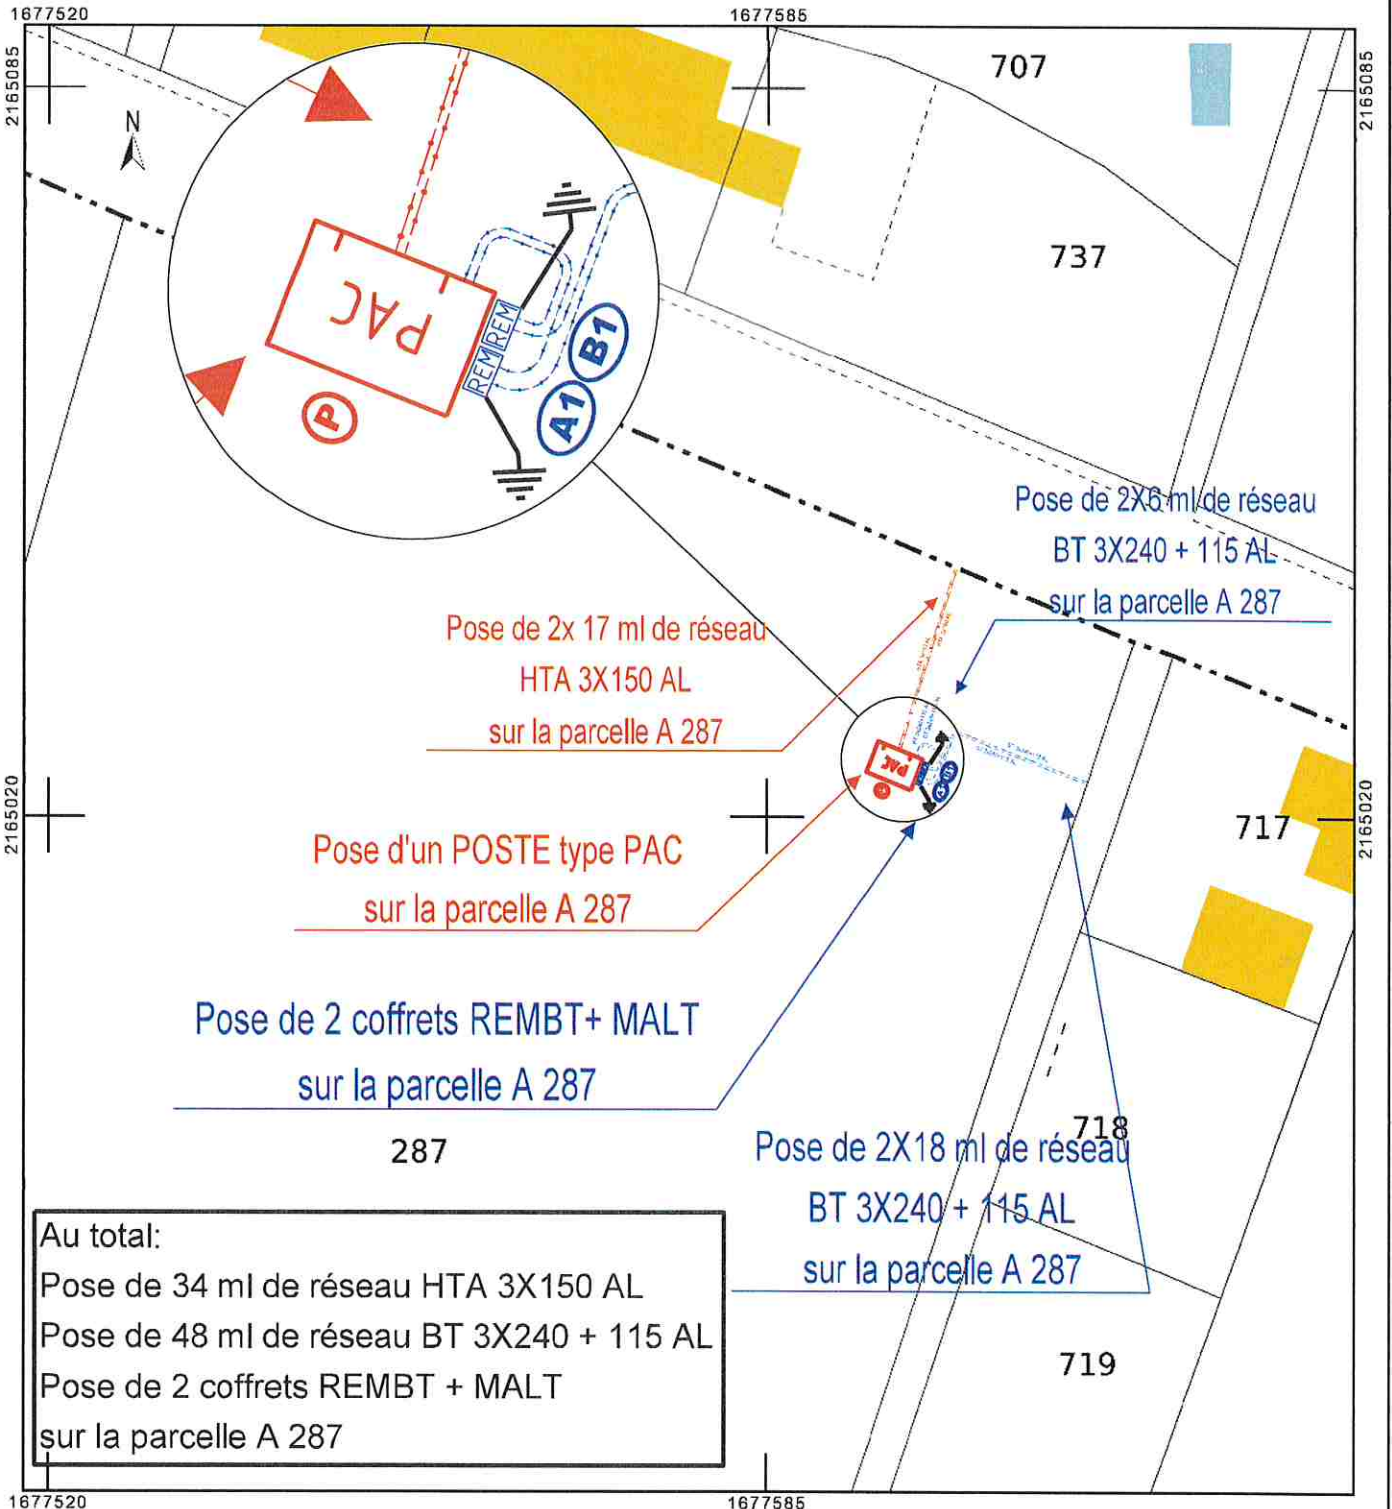 1677520
1677585
2165085
2165085
707
N
737
PAC
REM
REM
P
A1
B1
Pose de 2X6 ml de réseau
BT 3X240 + 115 AL
sur la parcelle A 287
Pose de 2x 17 ml de réseau
HTA 3X150 AL
sur la parcelle A 287
PAC
2165020
2165020
717
Pose d'un POSTE type PAC
sur la parcelle A 287
Pose de 2 coffrets REMBT+ MALT
sur la parcelle A 287
287
718
Pose de 2X18 ml de réseau
BT 3X240 + 115 AL
sur la parcelle A 287
Au total:
Pose de 34 ml de réseau HTA 3X150 AL
Pose de 48 ml de réseau BT 3X240 + 115 AL
Pose de 2 coffrets REMBT + MALT
sur la parcelle A 287
719
1677520
1677585